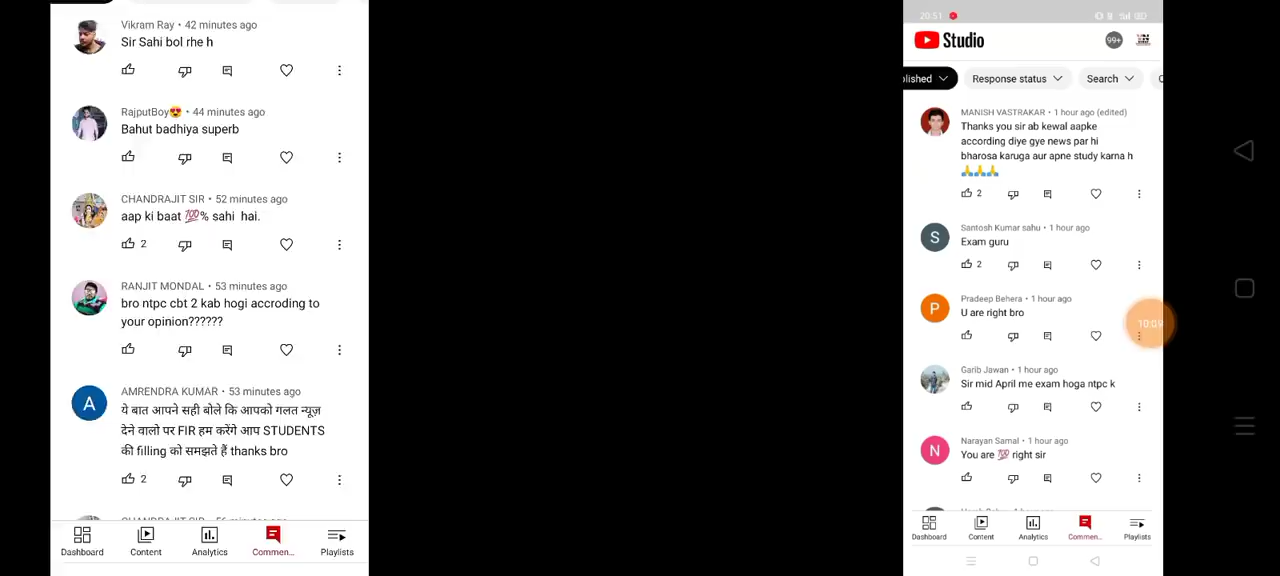 Vikram Ray • 42 minutes ago
Sir Sahi bol rhe h
RajputBoy😍 • 44 minutes ago
Bahut badhiya superb
CHANDRAJIT SIR • 52 minutes ago
aap ki baat 💯% sahi hai.
2
RANJIT MONDAL • 53 minutes ago
bro ntpc cbt 2 kab hogi accroding to
your opinion??????
A
AMRENDRA KUMAR • 53 minutes ago
ये बात आपने सही बोले कि आपको गलत न्यूज़
देने वालो पर FIR हम करेंगे आप STUDENTS
की filling को समझते हैं thanks bro
2
Dashboard
Content
Analytics
Commen...
Playlists
20:51
Studio
99+
lished
Response status
Search
MANISH VASTRAKAR • 1 hour ago (edited)
Thanks you sir ab kewal aapke
according diye gye news par hi
bharosa karuga aur apne study karna h
🙏🙏🙏
2
S
Santosh Kumar sahu • 1 hour ago
Exam guru
2
P
Pradeep Behera • 1 hour ago
U are right bro
10:09
Garib Jawan • 1 hour ago
Sir mid April me exam hoga ntpc k
N
Narayan Samal • 1 hour ago
You are 💯 right sir
Dashboard
Content
Analytics
Commen...
Playlists